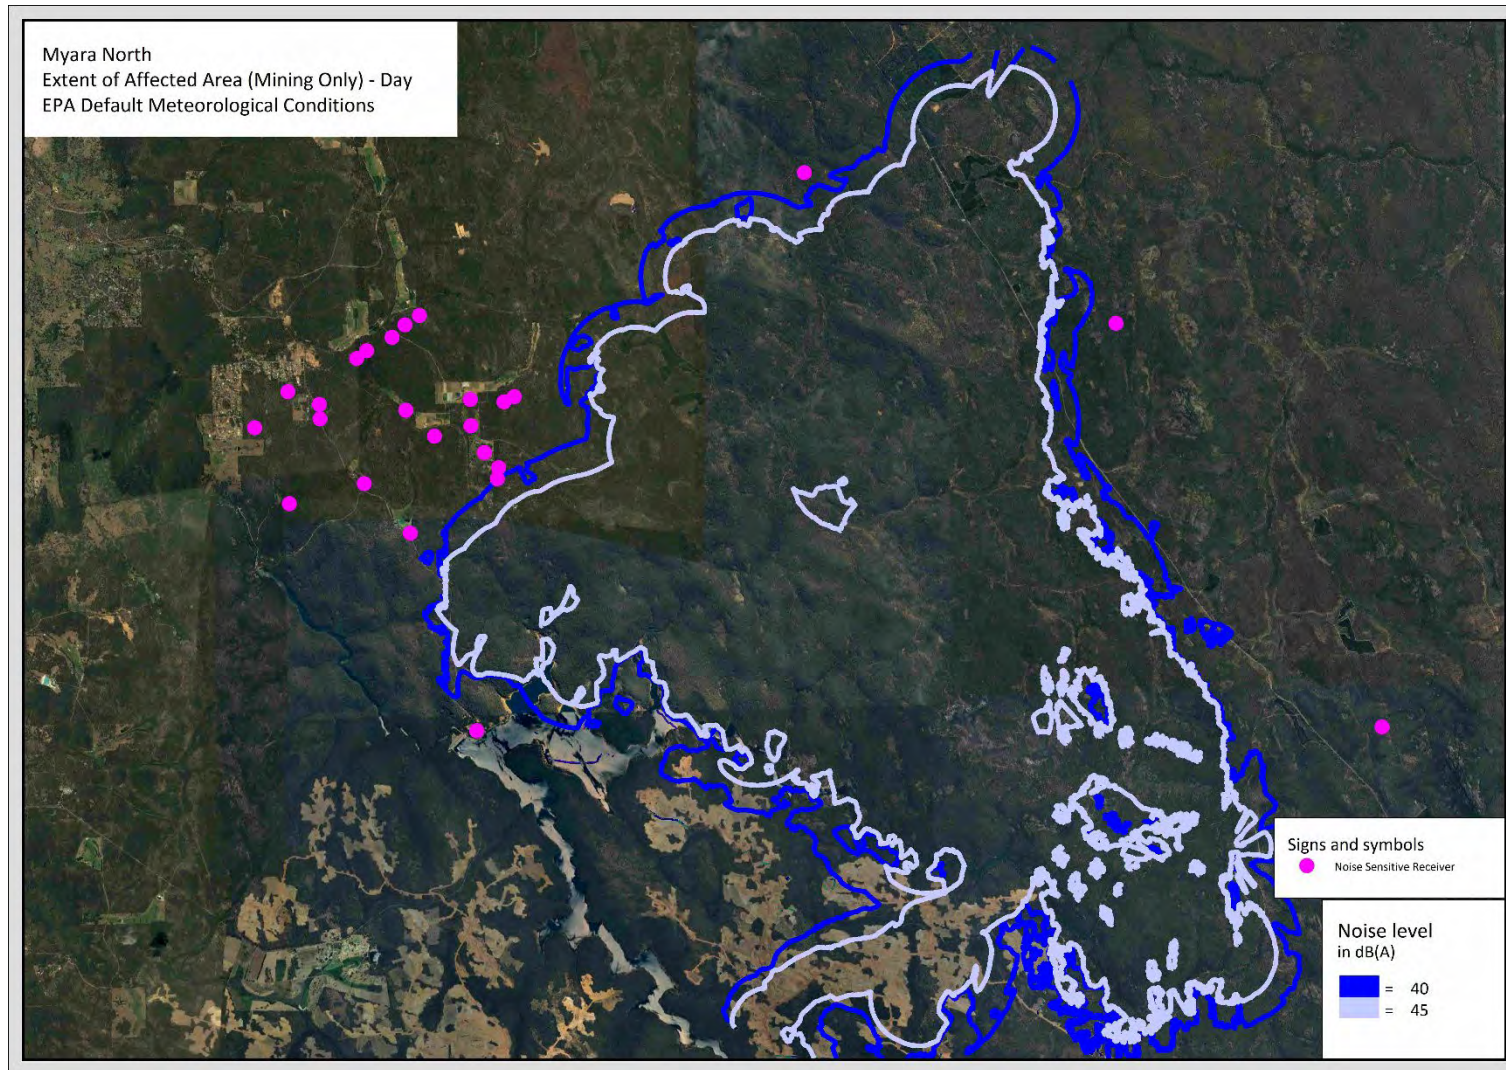 Myara North
Extent of Affected Area (Mining Only) - Day
EPA Default Meteorological Conditions
Signs and symbols
Noise Sensitive Receiver
Noise level
in dB(A)
= 40
= 45